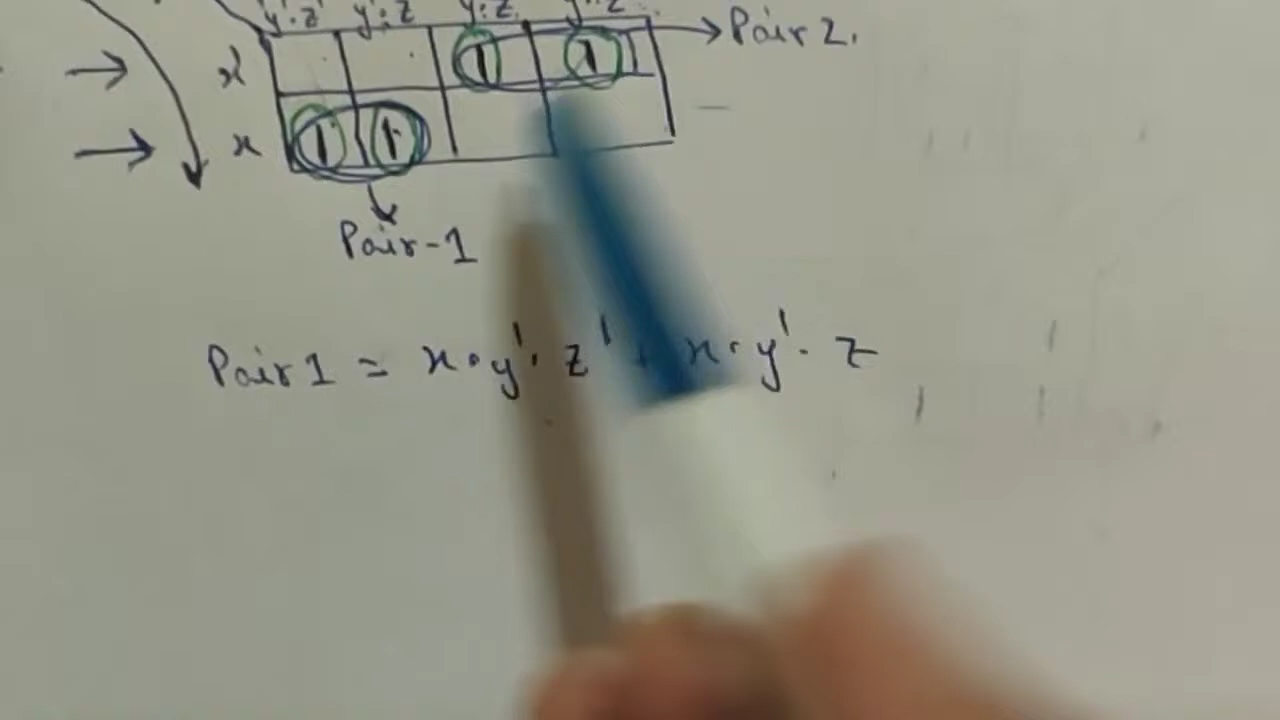 y'.z' y'.z y.z → Pair 2.
→ x' 1 1
→ x 1 1
Pair-1
Pair 1 = x.y'.z' + x.y'.z